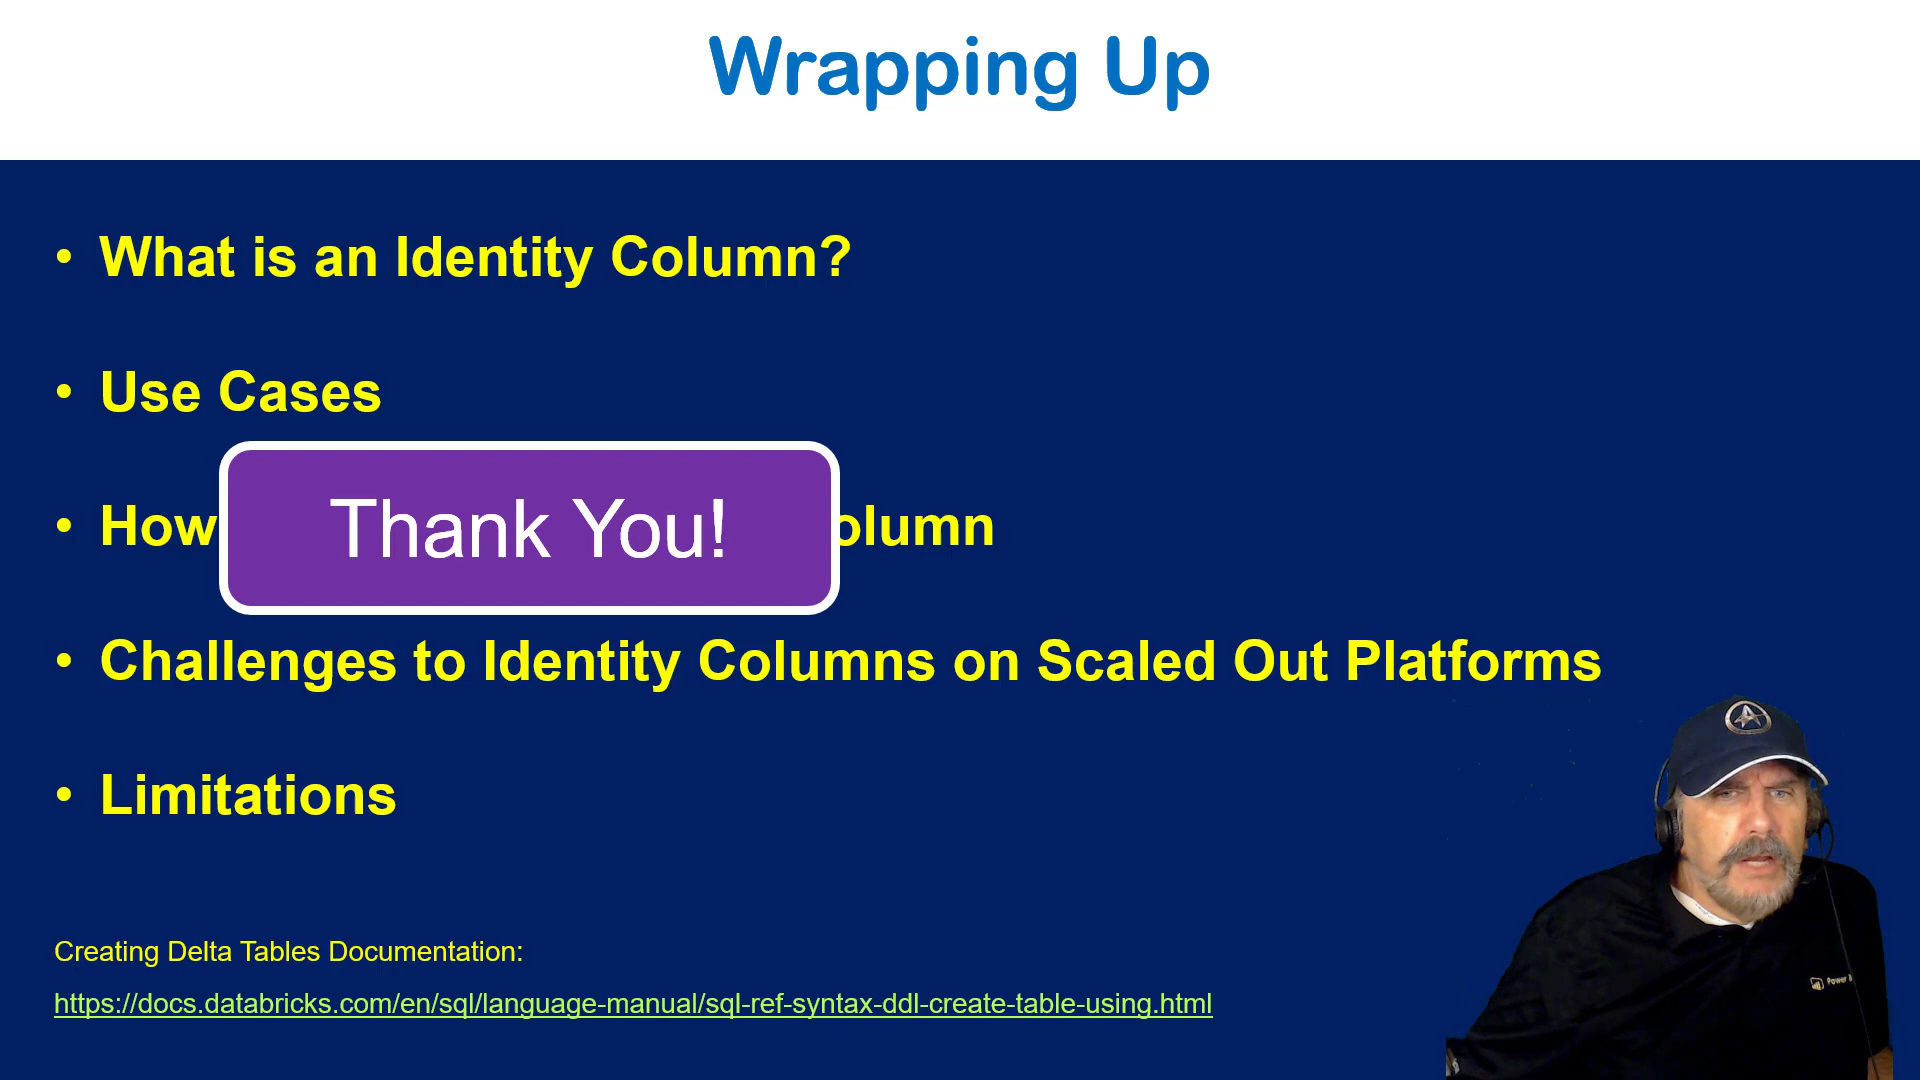 Wrapping Up
• What is an Identity Column?
• Use Cases
• How
Thank You!
olumn
• Challenges to Identity Columns on Scaled Out Platforms
• Limitations
Creating Delta Tables Documentation:
https://docs.databricks.com/en/sql/language-manual/sql-ref-syntax-ddl-create-table-using.html
Power